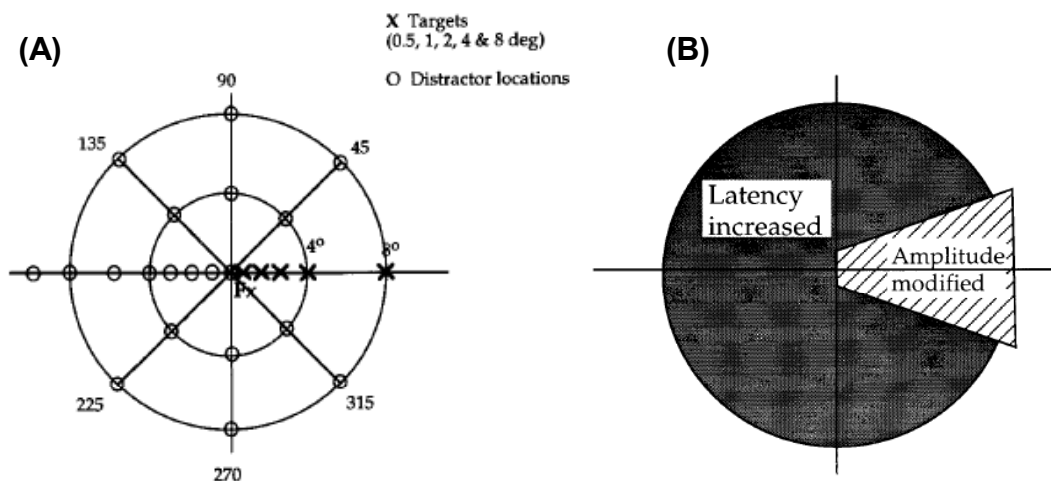 (A)
X Targets
(0.5, 1, 2, 4 & 8 deg)
O Distractor locations
90
135
45
4°
8°
Fx
225
315
270
(B)
Latency
increased
Amplitude
modified